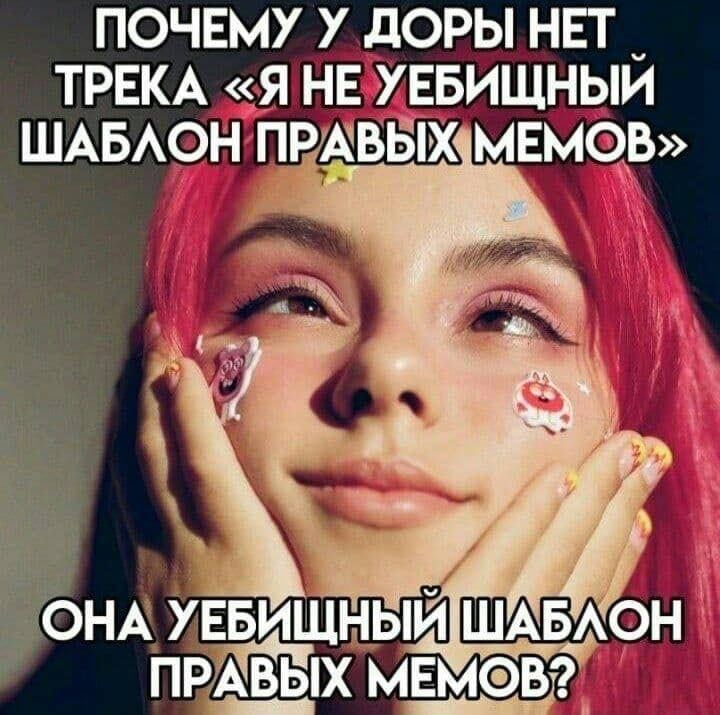 ПОЧЕМУ У ДОРЫ НЕТ
ТРЕКА «Я НЕ УЕБИЩНЫЙ
ШАБЛОН ПРАВЫХ МЕМОВ»
ОНА УЕБИЩНЫЙ ШАБЛОН
ПРАВЫХ МЕМОВ?